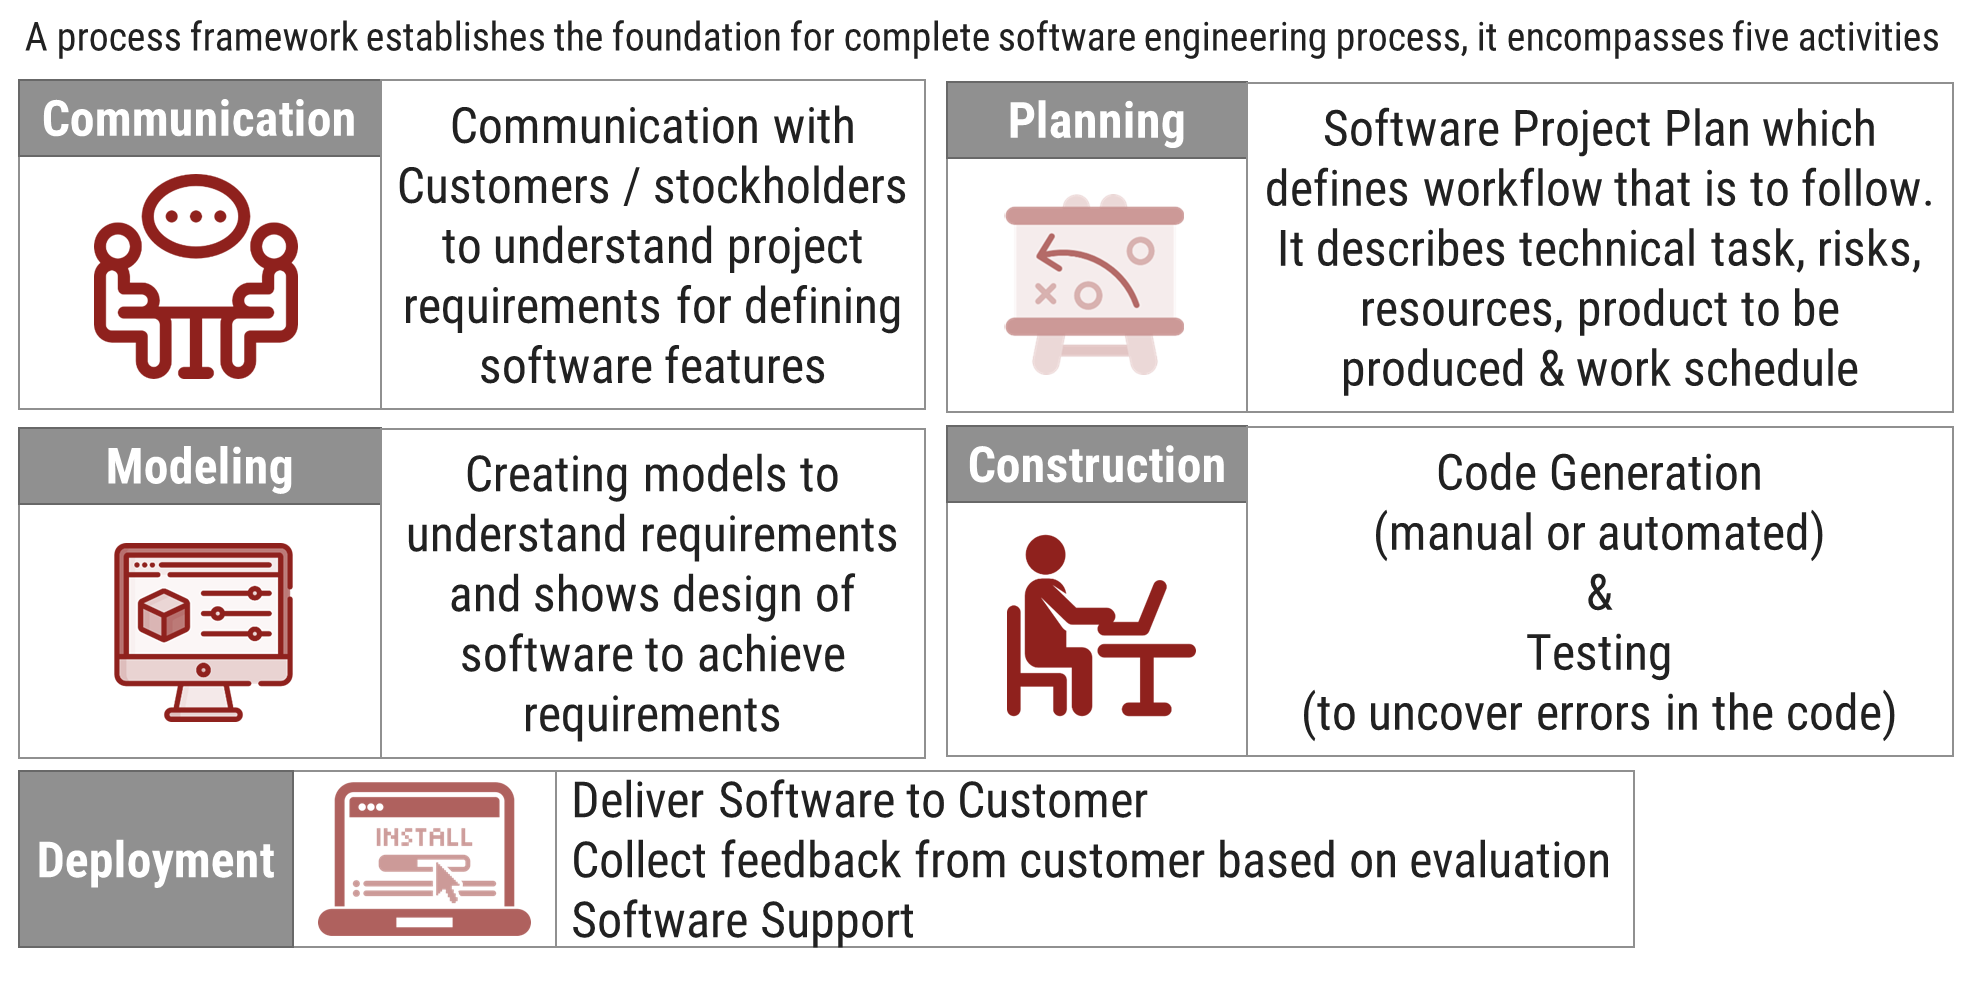 A process framework establishes the foundation for complete software engineering process, it encompasses five activities
Communication
Communication with
Customers / stockholders
to understand project
requirements for defining
software features
Planning
Software Project Plan which
defines workflow that is to follow.
It describes technical task, risks,
resources, product to be
produced & work schedule
Modeling
Creating models to
understand requirements
and shows design of
software to achieve
requirements
Construction
Code Generation
(manual or automated)
&
Testing
(to uncover errors in the code)
Deployment
INSTALL
Deliver Software to Customer
Collect feedback from customer based on evaluation
Software Support